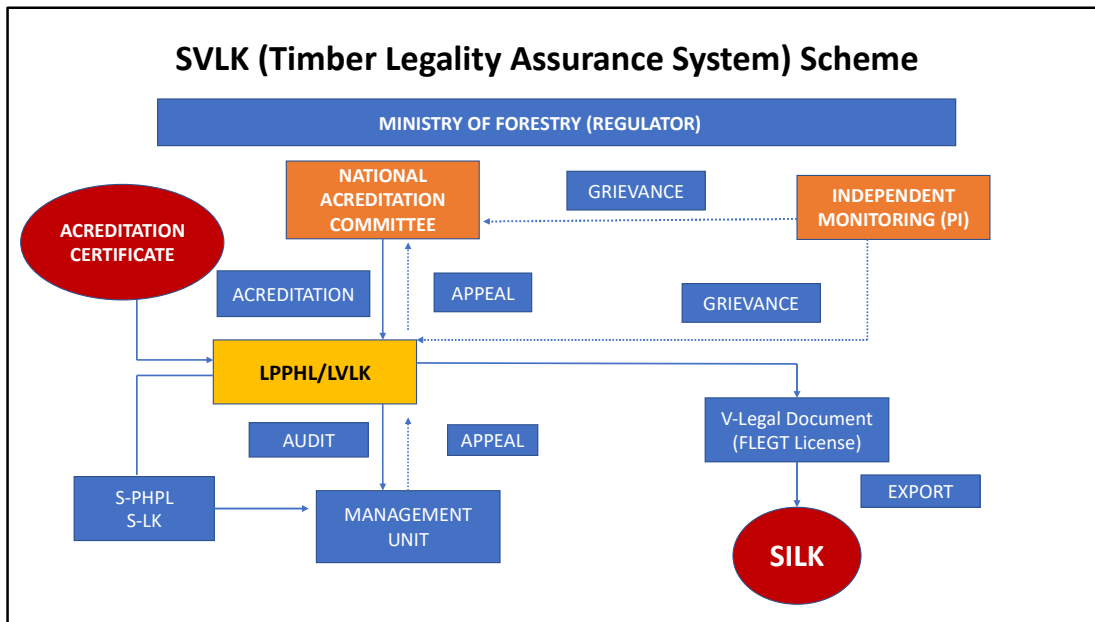 SVLK (Timber Legality Assurance System) Scheme
MINISTRY OF FORESTRY (REGULATOR)
NATIONAL
ACREDITATION
COMMITTEE
GRIEVANCE
INDEPENDENT
MONITORING (PI)
ACREDITATION
CERTIFICATE
ACREDITATION
APPEAL
GRIEVANCE
LPPHL/LVLK
AUDIT
APPEAL
V-Legal Document
(FLEGT License)
S-PHPL
S-LK
MANAGEMENT
UNIT
EXPORT
SILK